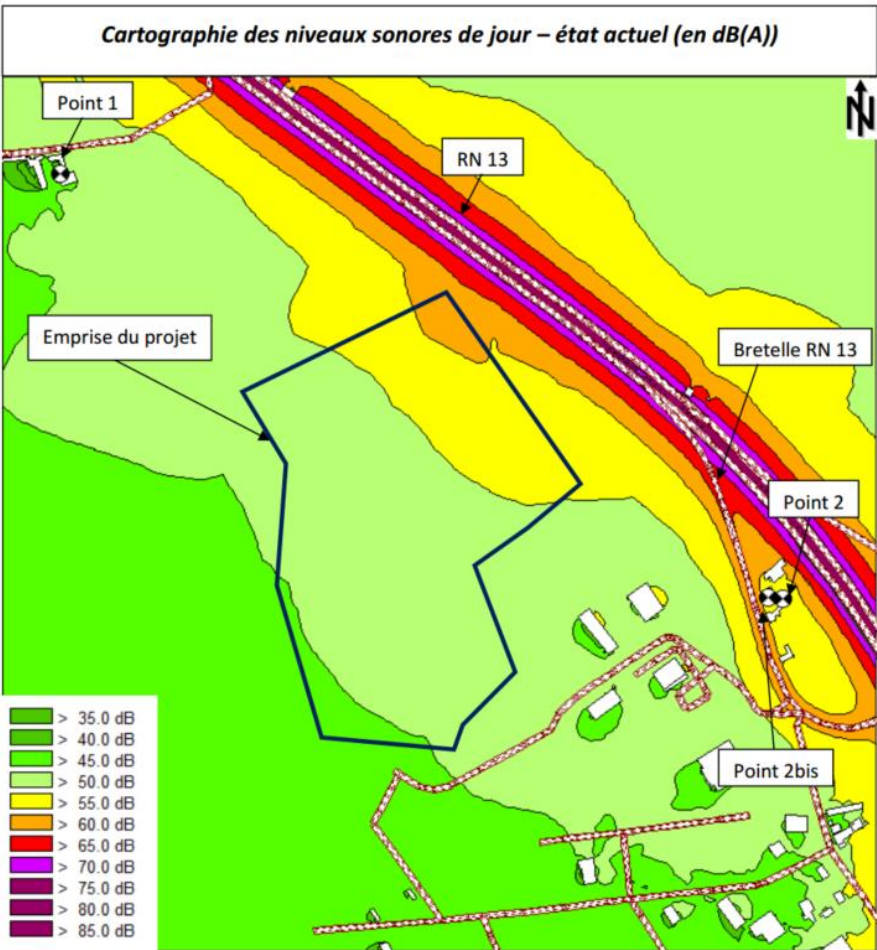 Cartographie des niveaux sonores de jour – état actuel (en dB(A))
Point 1
N
RN 13
Emprise du projet
Bretelle RN 13
Point 2
Point 2bis
> 35.0 dB
> 40.0 dB
> 45.0 dB
> 50.0 dB
> 55.0 dB
> 60.0 dB
> 65.0 dB
> 70.0 dB
> 75.0 dB
> 80.0 dB
> 85.0 dB